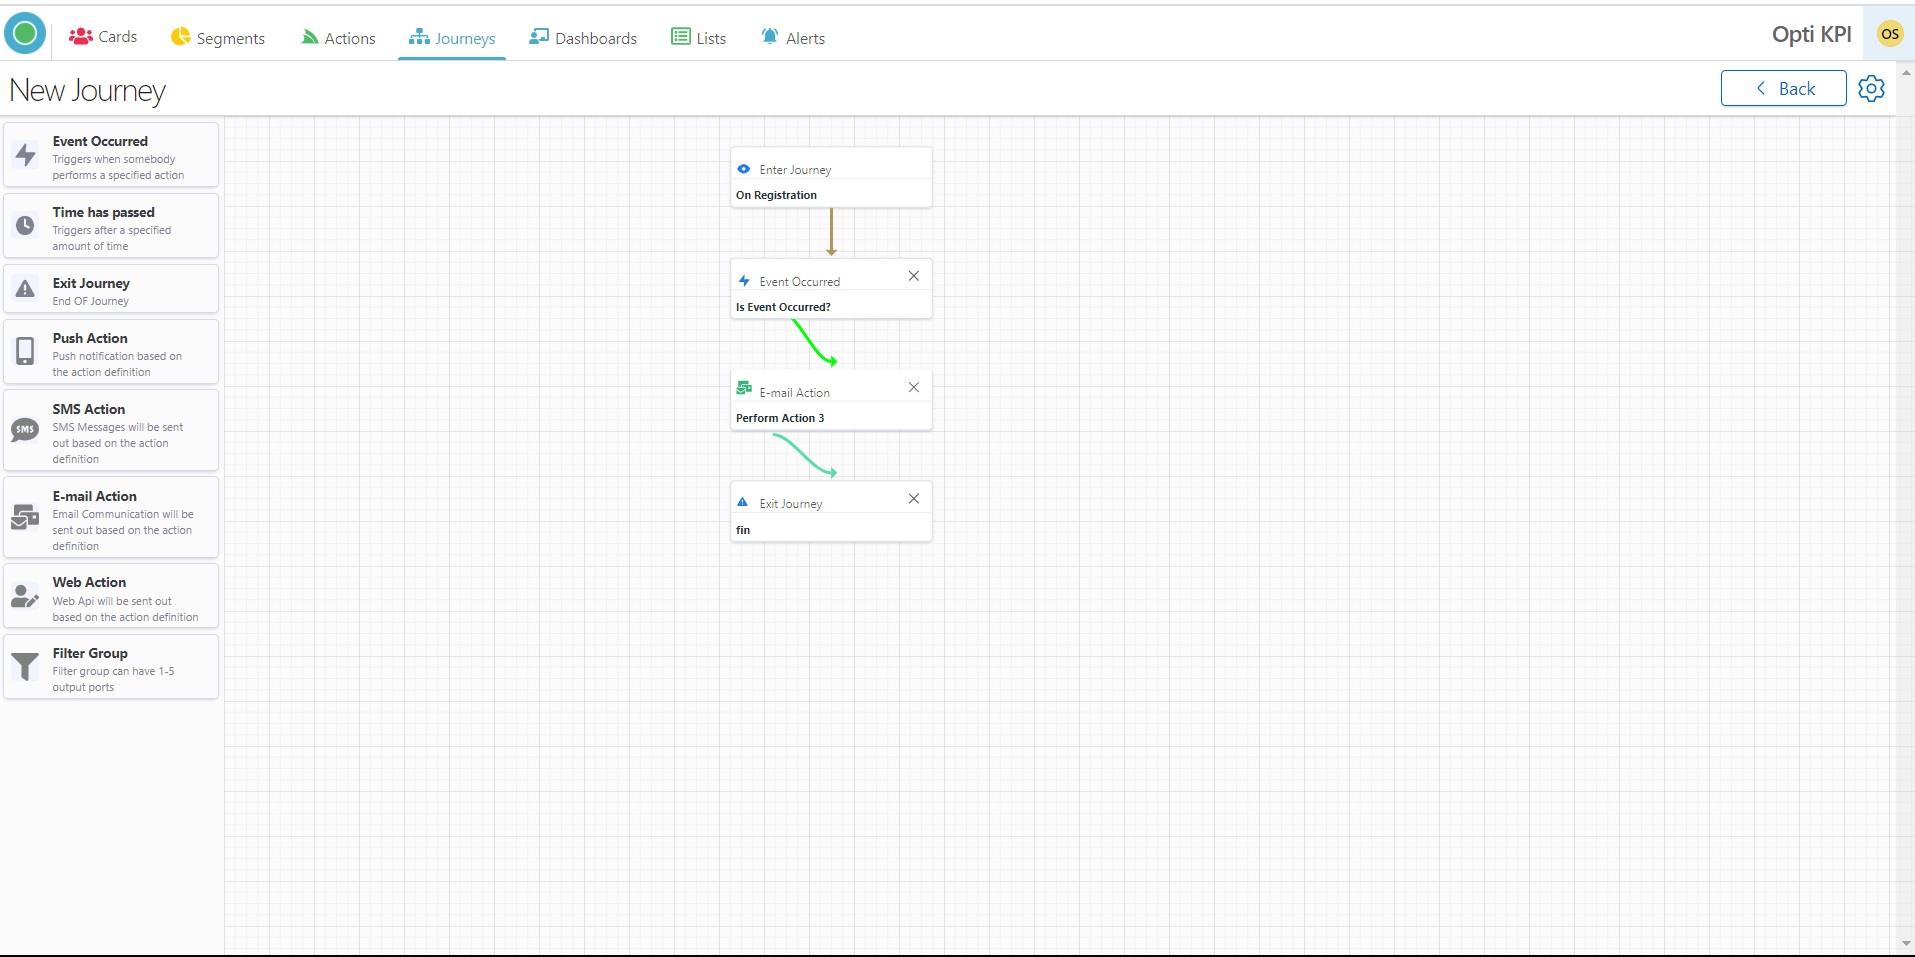 Cards
Segments
Actions
Journeys
Dashboards
Lists
Alerts
Opti KPI
OS
New Journey
Back
Event Occurred
Triggers when somebody
performs a specified action
Time has passed
Triggers after a specified
amount of time
Exit Journey
End OF Journey
Push Action
Push notification based on
the action definition
SMS
SMS Action
SMS Messages will be sent
out based on the action
definition
E-mail Action
Email Communication will be
sent out based on the action
definition
Web Action
Web Api will be sent out
based on the action definition
Filter Group
Filter group can have 1-5
output ports
Enter Journey
On Registration
Event Occurred
Is Event Occurred?
E-mail Action
Perform Action 3
Exit Journey
fin